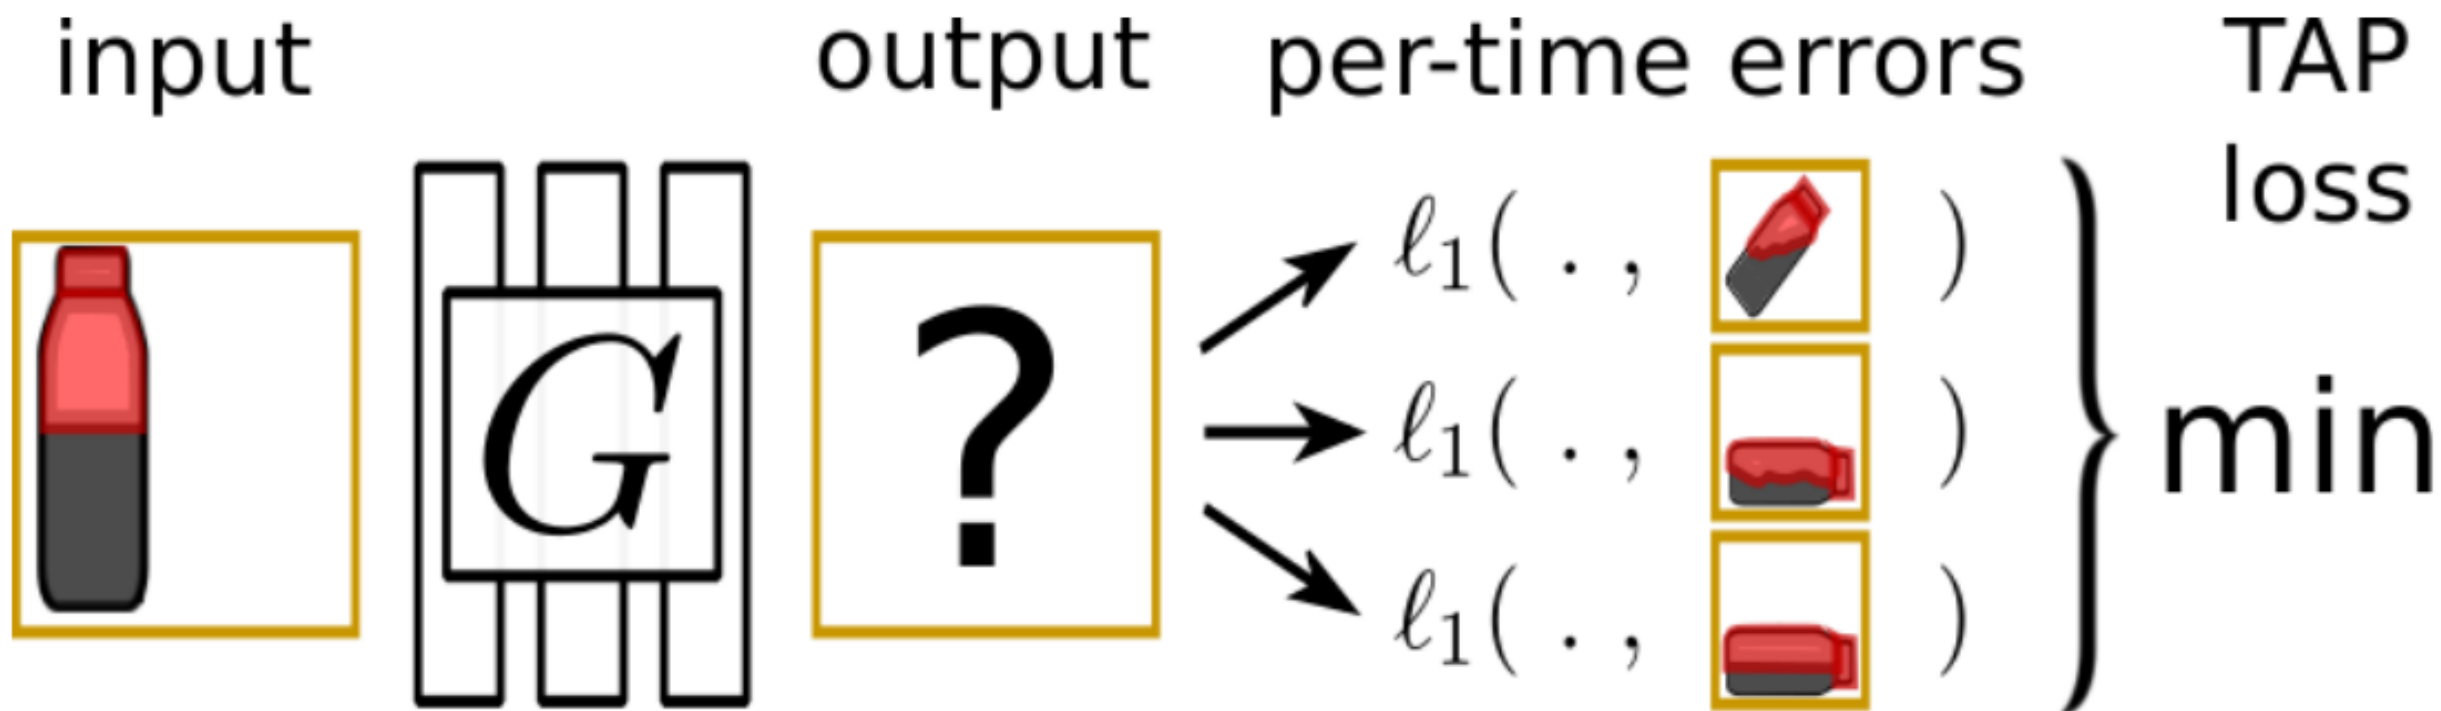 input output per-time errors TAP
loss
G ? ℓ₁( . , )
ℓ₁( . , )
ℓ₁( . , )
min